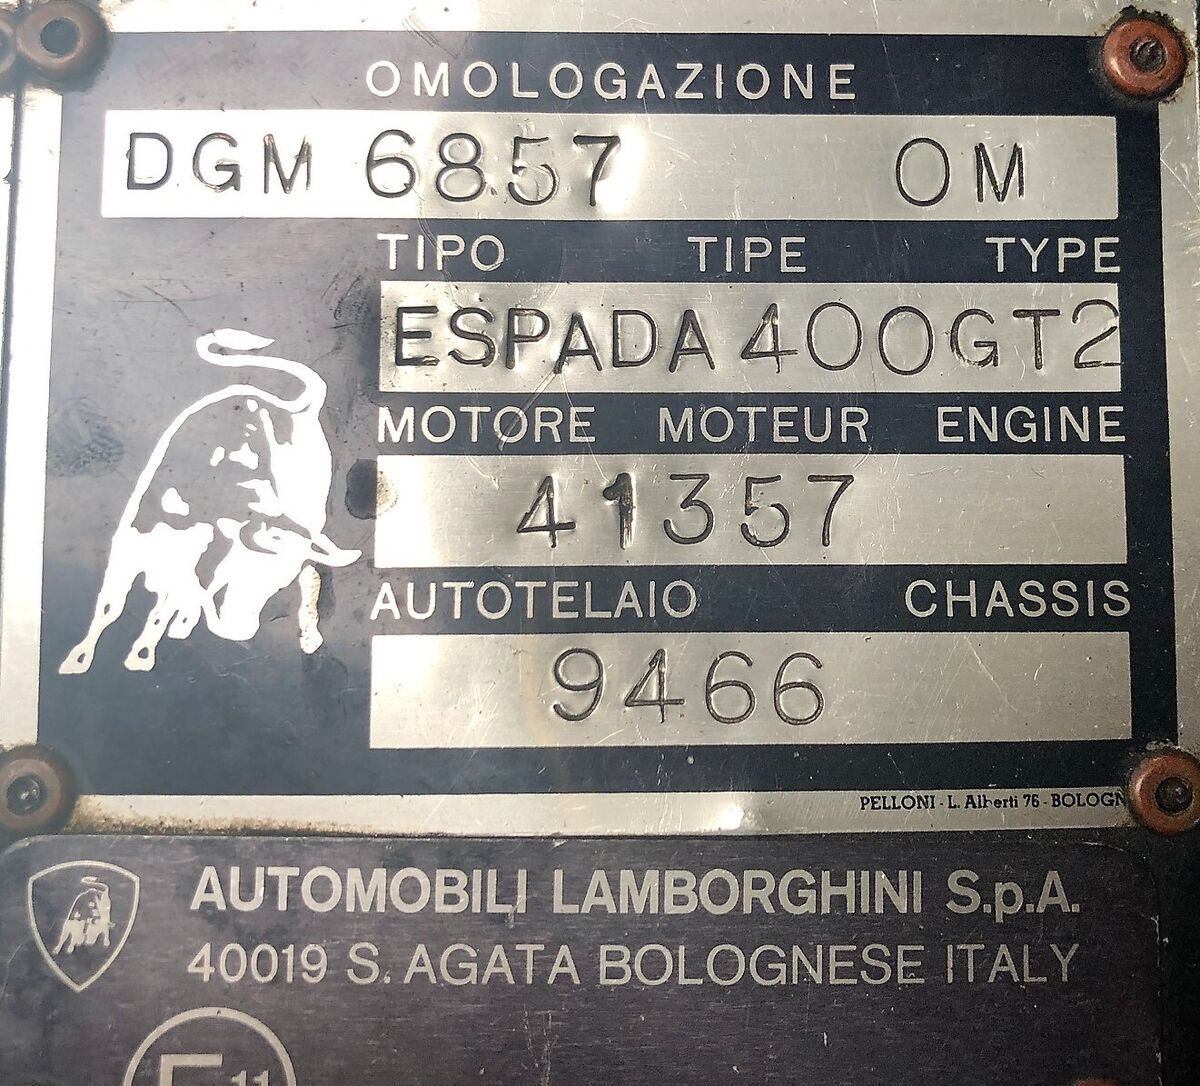 OMOLOGAZIONE
DGM 6857 OM
TIPO TIPE TYPE
ESPADA 400GT2
MOTORE MOTEUR ENGINE
41357
AUTOTELAIO CHASSIS
9466
PELLONI - L. Alberti 76 - BOLOGN
AUTOMOBILI LAMBORGHINI S.p.A.
40019 S. AGATA BOLOGNESE ITALY
E11